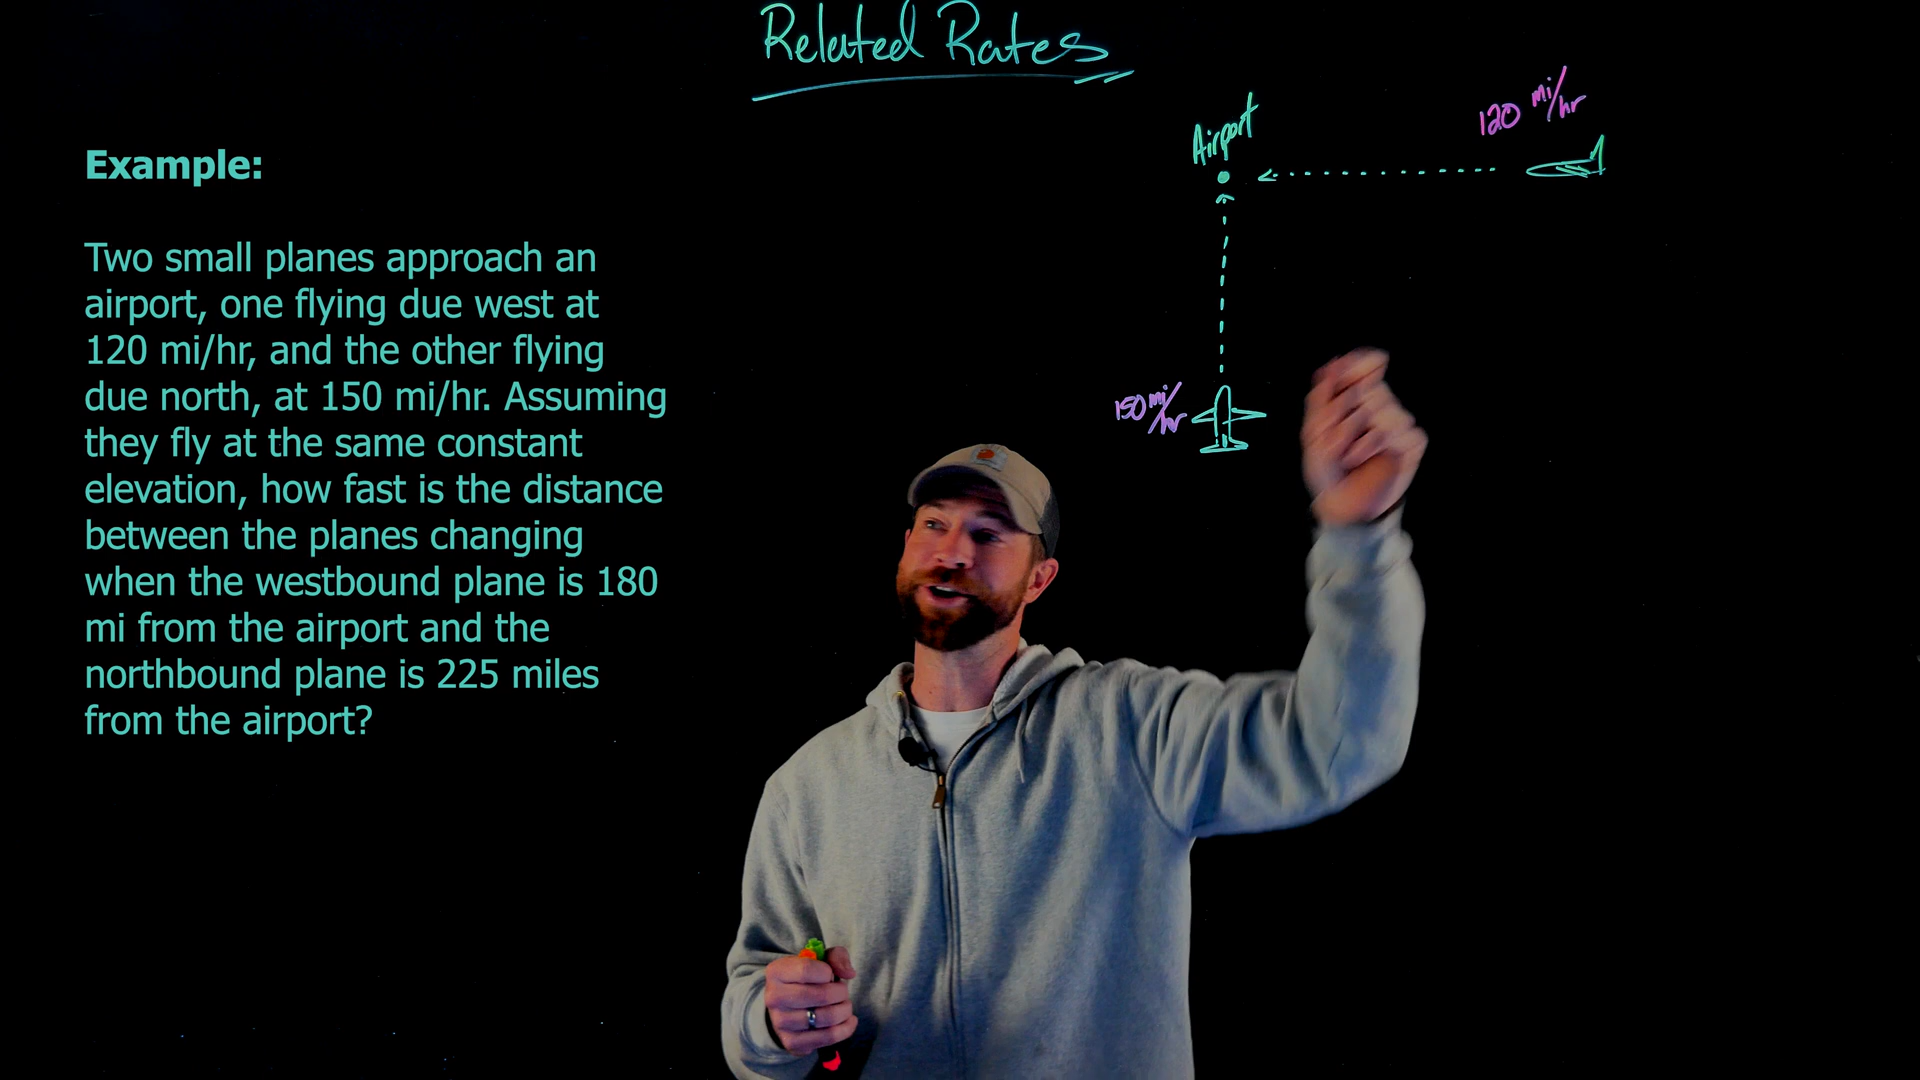 Related Rates
Example:
Two small planes approach an
airport, one flying due west at
120 mi/hr, and the other flying
due north, at 150 mi/hr. Assuming
they fly at the same constant
elevation, how fast is the distance
between the planes changing
when the westbound plane is 180
mi from the airport and the
northbound plane is 225 miles
from the airport?
Airport
120 mi/hr
150 mi/hr